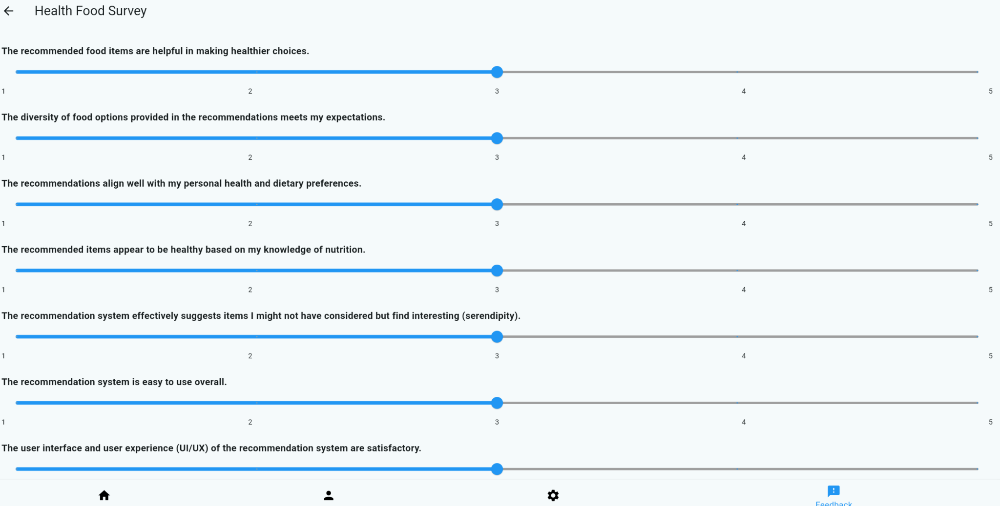 Health Food Survey
The recommended food items are helpful in making healthier choices.
1 2 3 4 5
The diversity of food options provided in the recommendations meets my expectations.
1 2 3 4 5
The recommendations align well with my personal health and dietary preferences.
1 2 3 4 5
The recommended items appear to be healthy based on my knowledge of nutrition.
1 2 3 4 5
The recommendation system effectively suggests items I might not have considered but find interesting (serendipity).
1 2 3 4 5
The recommendation system is easy to use overall.
1 2 3 4 5
The user interface and user experience (UI/UX) of the recommendation system are satisfactory.
Feedback